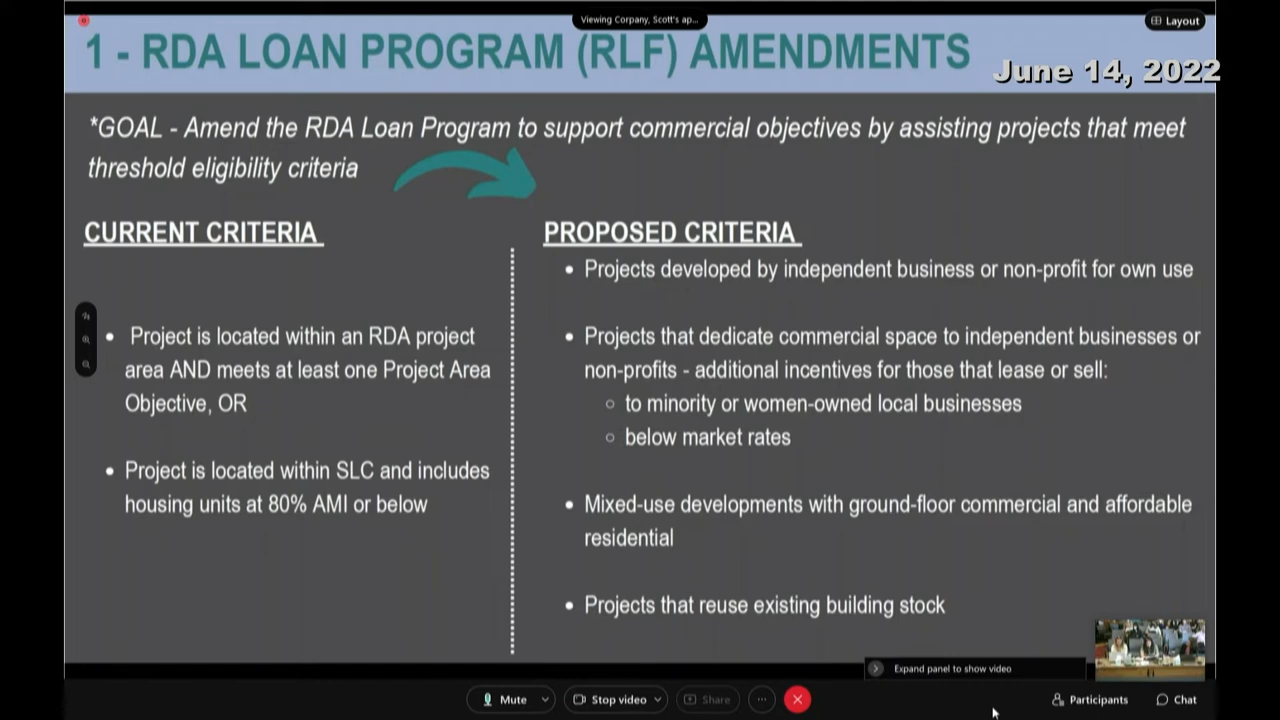 Viewing Corpany, Scott's ap...
Layout
1 - RDA LOAN PROGRAM (RLF) AMENDMENTS
June 14, 2022
*GOAL - Amend the RDA Loan Program to support commercial objectives by assisting projects that meet
threshold eligibility criteria
CURRENT CRITERIA
• Project is located within an RDA project
area AND meets at least one Project Area
Objective, OR
• Project is located within SLC and includes
housing units at 80% AMI or below
PROPOSED CRITERIA
• Projects developed by independent business or non-profit for own use
• Projects that dedicate commercial space to independent businesses or
non-profits - additional incentives for those that lease or sell:
○ to minority or women-owned local businesses
○ below market rates
• Mixed-use developments with ground-floor commercial and affordable
residential
• Projects that reuse existing building stock
Expand panel to show video
Mute
Stop video
Share
Participants
Chat